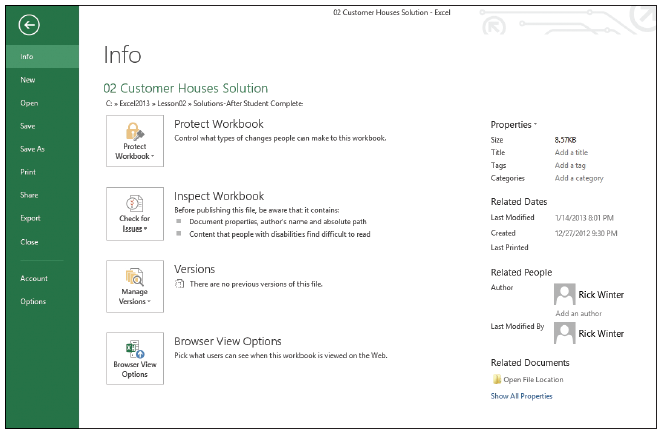 02 Customer Houses Solution - Excel
Info
New
Open
Save
Save As
Print
Share
Export
Close
Account
Options
Info
02 Customer Houses Solution
C: » Excel2013 » Lesson02 » Solutions-After Student Complete
Protect Workbook
Control what types of changes people can make to this workbook.
Protect
Workbook
Inspect Workbook
Before publishing this file, be aware that it contains:
Document properties, author's name and absolute path
Content that people with disabilities find difficult to read
Check for
Issues
Versions
There are no previous versions of this file.
Manage
Versions
Browser View Options
Pick what users can see when this workbook is viewed on the Web.
Browser View
Options
Properties
Size 8.57KB
Title Add a title
Tags Add a tag
Categories Add a category
Related Dates
Last Modified 1/14/2013 8:01 PM
Created 12/27/2012 9:30 PM
Last Printed
Related People
Author Rick Winter
Add an author
Last Modified By Rick Winter
Related Documents
Open File Location
Show All Properties